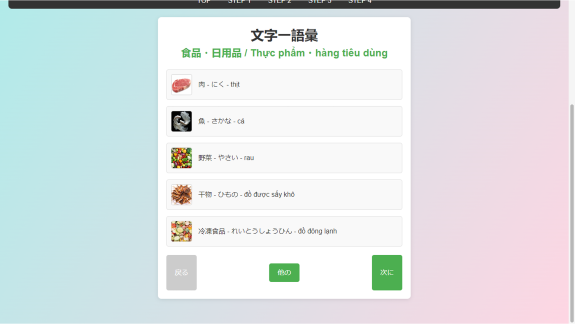 TOP STEP 1 STEP 2 STEP 3 STEP 4
文字ー語彙
食品・日用品 / Thực phẩm・hàng tiêu dùng
肉 - にく - thịt
魚 - さかな - cá
野菜 - やさい - rau
干物 - ひもの - đồ được sấy khô
冷凍食品 - れいとうしょうひん - đồ đông lạnh
戻る 他の 次に